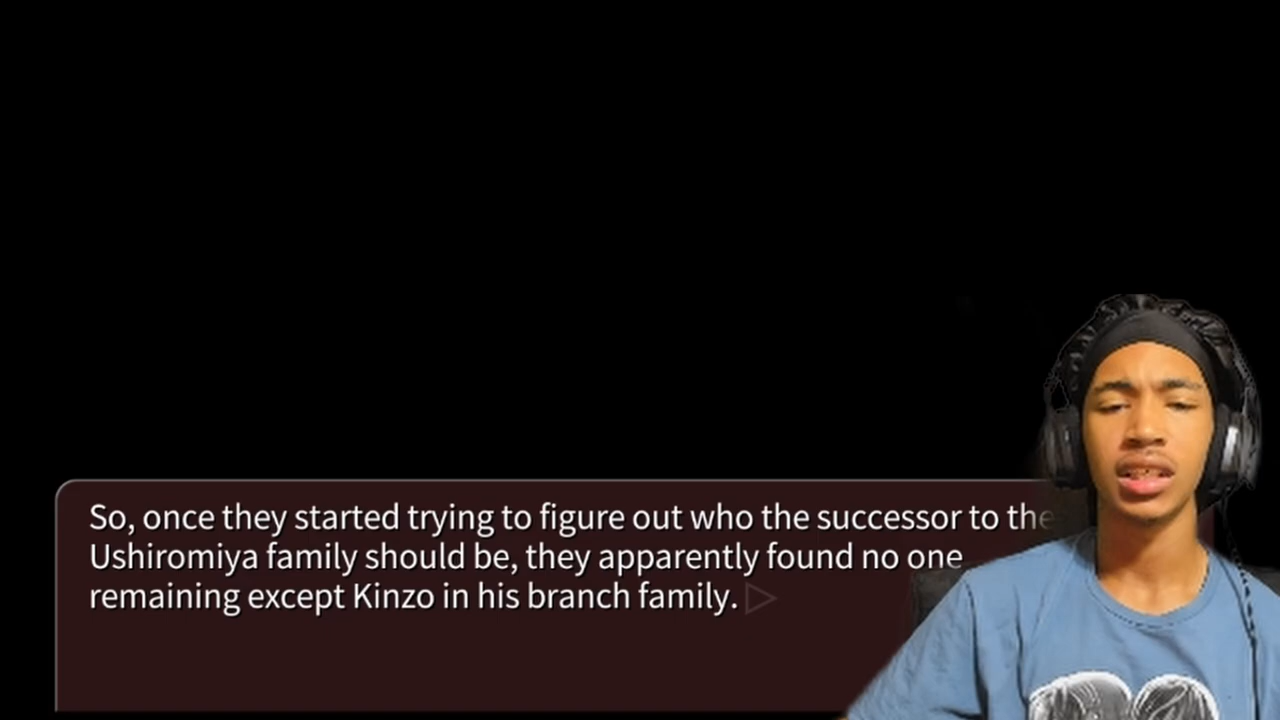 So, once they started trying to figure out who the successor to the
Ushiromiya family should be, they apparently found no one
remaining except Kinzo in his branch family.